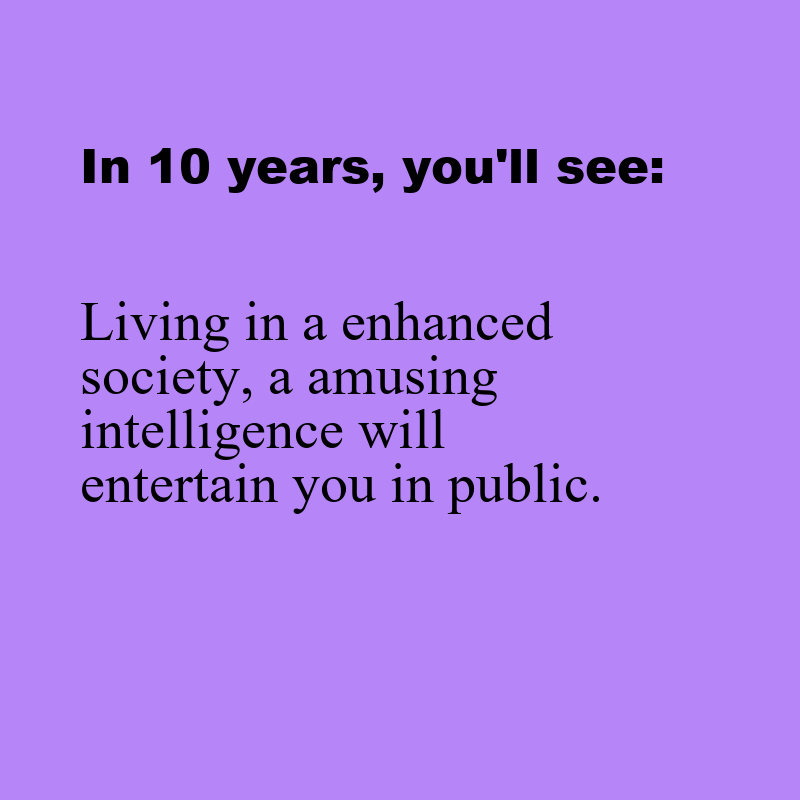 In 10 years, you'll see:
Living in a enhanced
society, a amusing
intelligence will
entertain you in public.